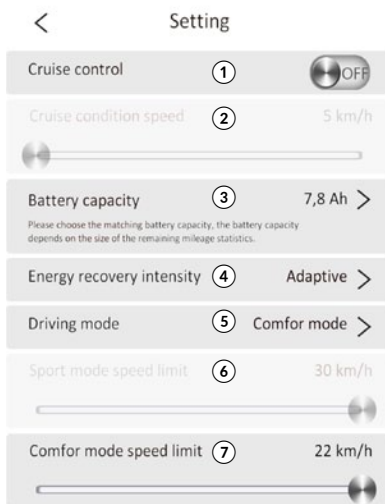 Setting
Cruise control 1 OFF
Cruise condition speed 2 5 km/h
Battery capacity 3 7,8 Ah
Please choose the matching battery capacity, the battery capacity
depends on the size of the remaining mileage statistics.
Energy recovery intensity 4 Adaptive
Driving mode 5 Comfor mode
Sport mode speed limit 6 30 km/h
Comfor mode speed limit 7 22 km/h